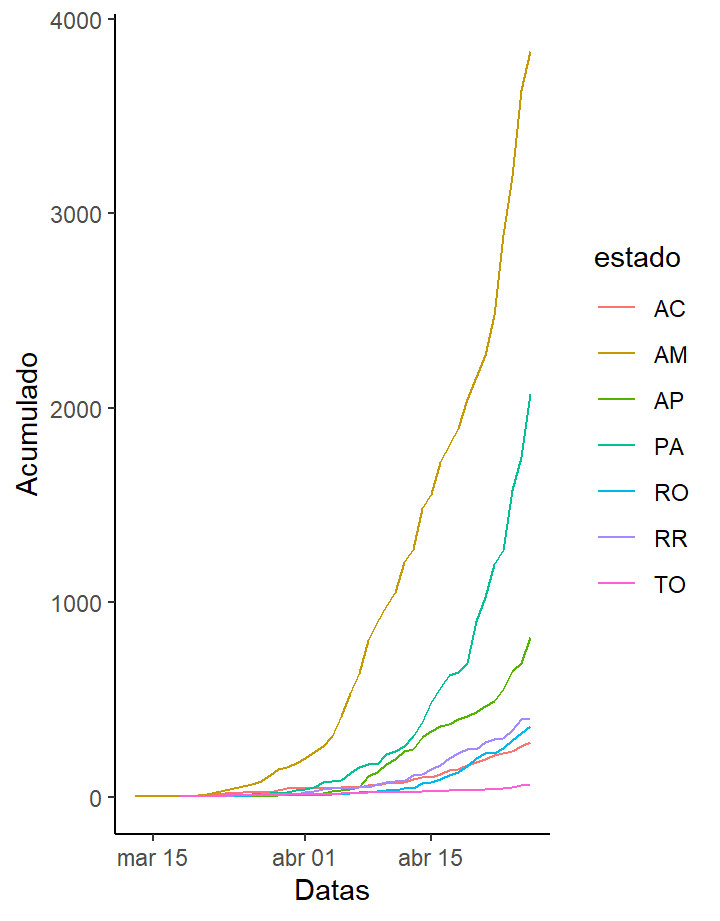 4000
3000
2000
1000
0
Acumulado
mar 15
abr 01
abr 15
Datas
estado
AC
AM
AP
PA
RO
RR
TO